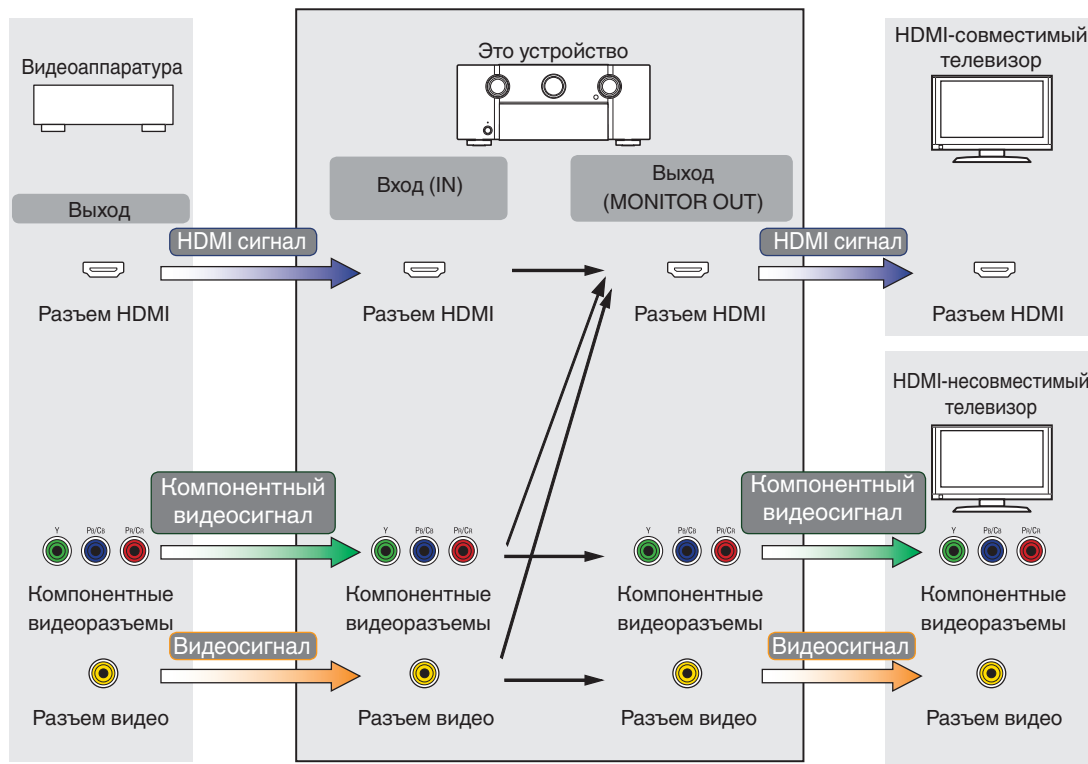 Видеоаппаратура
Это устройство
HDMI-совместимый
телевизор
Выход
Вход (IN)
Выход
(MONITOR OUT)
HDMI сигнал
HDMI сигнал
Разъем HDMI
Разъем HDMI
Разъем HDMI
Разъем HDMI
HDMI-несовместимый
телевизор
Компонентный
видеосигнал
Компонентный
видеосигнал
Y PB/CB PR/CR
Y PB/CB PR/CR
Y PB/CB PR/CR
Y PB/CB PR/CR
Компонентные
видеоразъемы
Компонентные
видеоразъемы
Компонентные
видеоразъемы
Компонентные
видеоразъемы
Видеосигнал
Видеосигнал
Разъем видео
Разъем видео
Разъем видео
Разъем видео